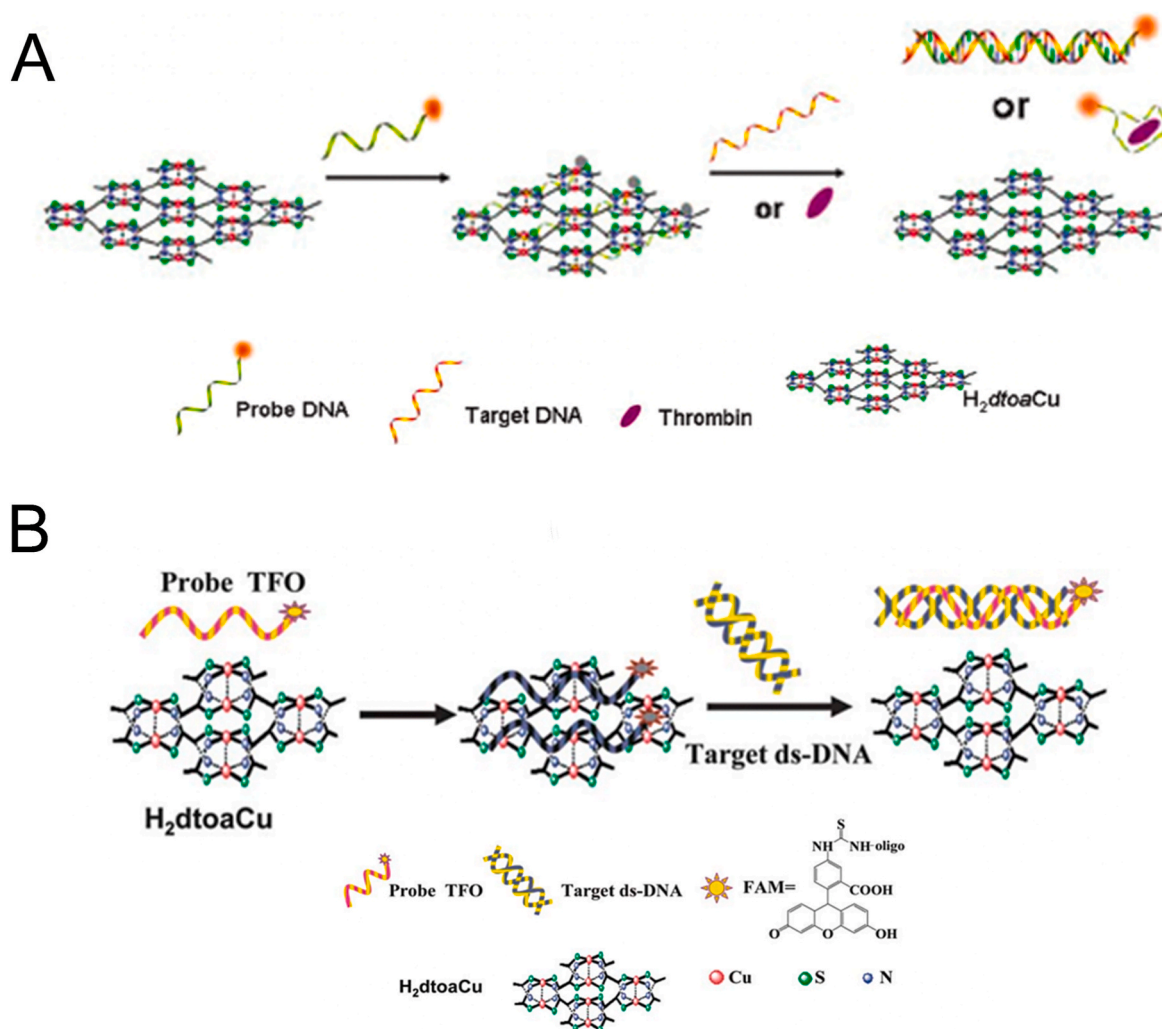 A
or
or
Probe DNA
Target DNA
Thrombin
H₂dtoaCu
B
Probe TFO
Target ds-DNA
H₂dtoaCu
Probe TFO
Target ds-DNA
FAM=
S
NH
NH-oligo
COOH
O
O
OH
H₂dtoaCu
Cu
S
N